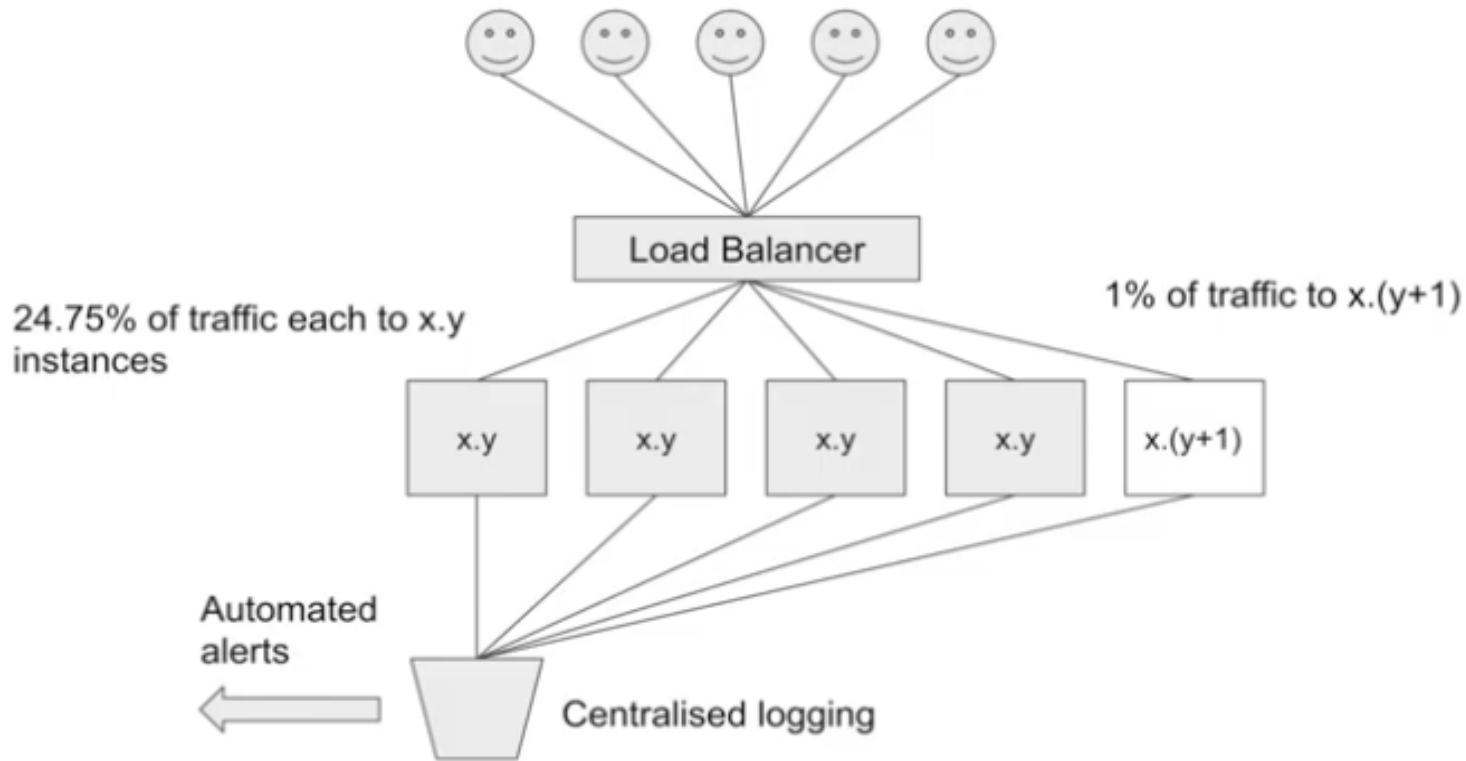 Load Balancer
24.75% of traffic each to x.y
instances
1% of traffic to x.(y+1)
x.y
x.y
x.y
x.y
x.(y+1)
Automated
alerts
Centralised logging